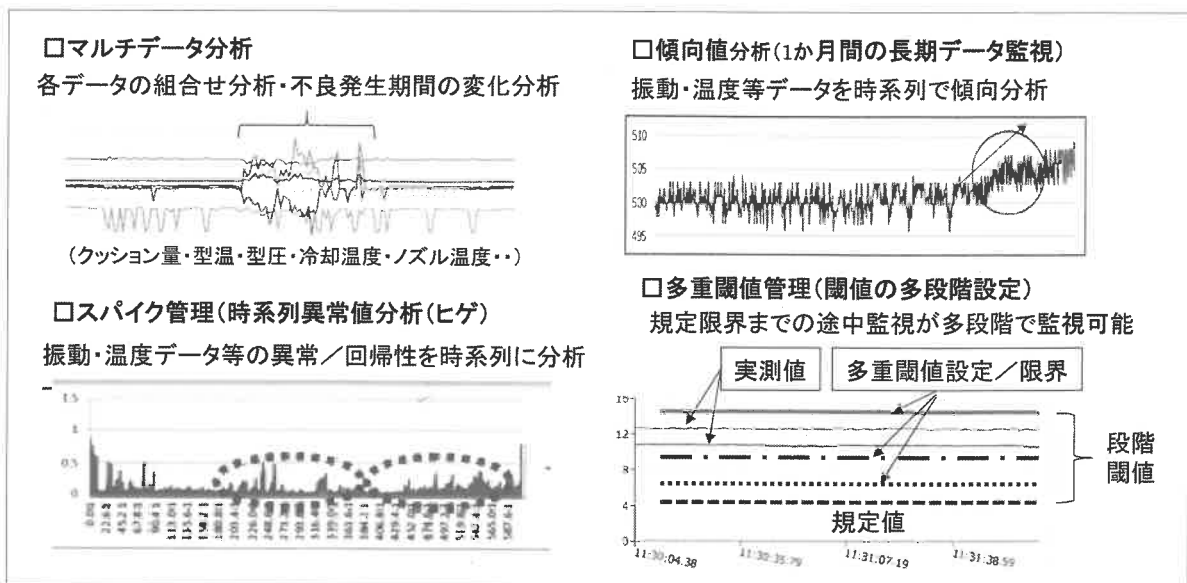 □マルチデータ分析
各データの組合せ分析・不良発生期間の変化分析
（クッション量・型温・型圧・冷却温度・ノズル温度・・）
□傾向値分析(1か月間の長期データ監視)
振動・温度等データを時系列で傾向分析
510
505
500
495
□スパイク管理(時系列異常値分析(ヒゲ)
振動・温度データ等の異常／回帰性を時系列に分析
1.5
1
0.5
0
□多重閾値管理(閾値の多段階設定)
規定限界までの途中監視が多段階で監視可能
実測値
多重閾値設定／限界
15
12
8
4
0
段階
閾値
規定値
11:30:04.38
11:30:35.79
11:31:07.19
11:31:38.59